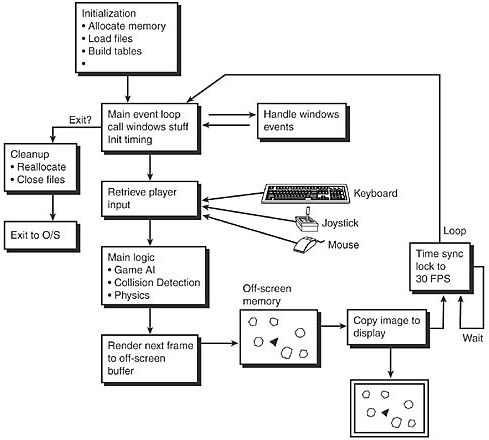 Initialization
• Allocate memory
• Load files
• Build tables
•
Exit?
Main event loop
call windows stuff
Init timing
Handle windows
events
Cleanup
• Reallocate
• Close files
Exit to O/S
Retrieve player
input
Keyboard
Joystick
Mouse
Main logic
• Game AI
• Collision Detection
• Physics
Loop
Time sync
lock to
30 FPS
Wait
Off-screen
memory
Render next frame
to off-screen
buffer
Copy image to
display